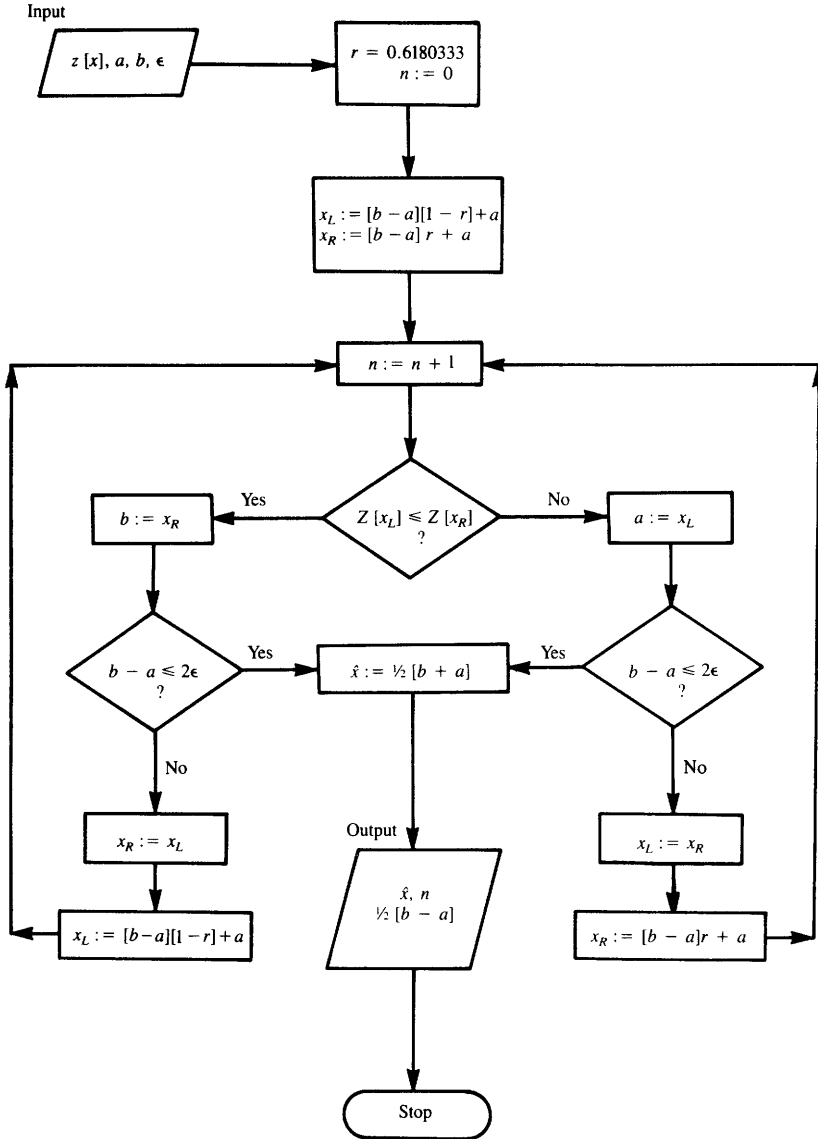 Input
z [x], a, b, ϵ
r = 0.6180333
n := 0
x_L := [b − a][1 − r]+a
x_R := [b − a] r + a
n := n + 1
Yes
Z [x_L] ⩽ Z [x_R]
?
No
b := x_R
a := x_L
b − a ⩽ 2ϵ
?
Yes
x̂ := ½ [b + a]
Yes
b − a ⩽ 2ϵ
?
No
No
x_R := x_L
x_L := x_R
Output
x̂, n
½ [b − a]
x_L := [b−a][1−r]+a
x_R := [b − a]r + a
Stop